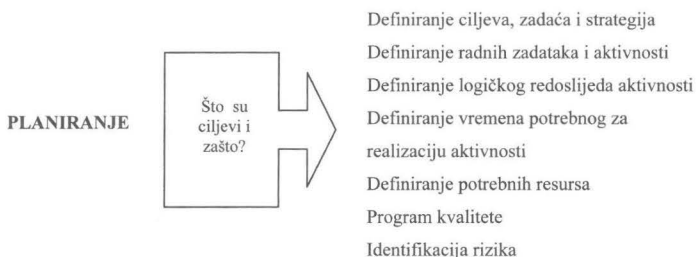 PLANIRANJE
Što su
ciljevi i
zašto?
Definiranje ciljeva, zadaća i strategija
Definiranje radnih zadataka i aktivnosti
Definiranje logičkog redoslijeda aktivnosti
Definiranje vremena potrebnog za
realizaciju aktivnosti
Definiranje potrebnih resursa
Program kvalitete
Identifikacija rizika